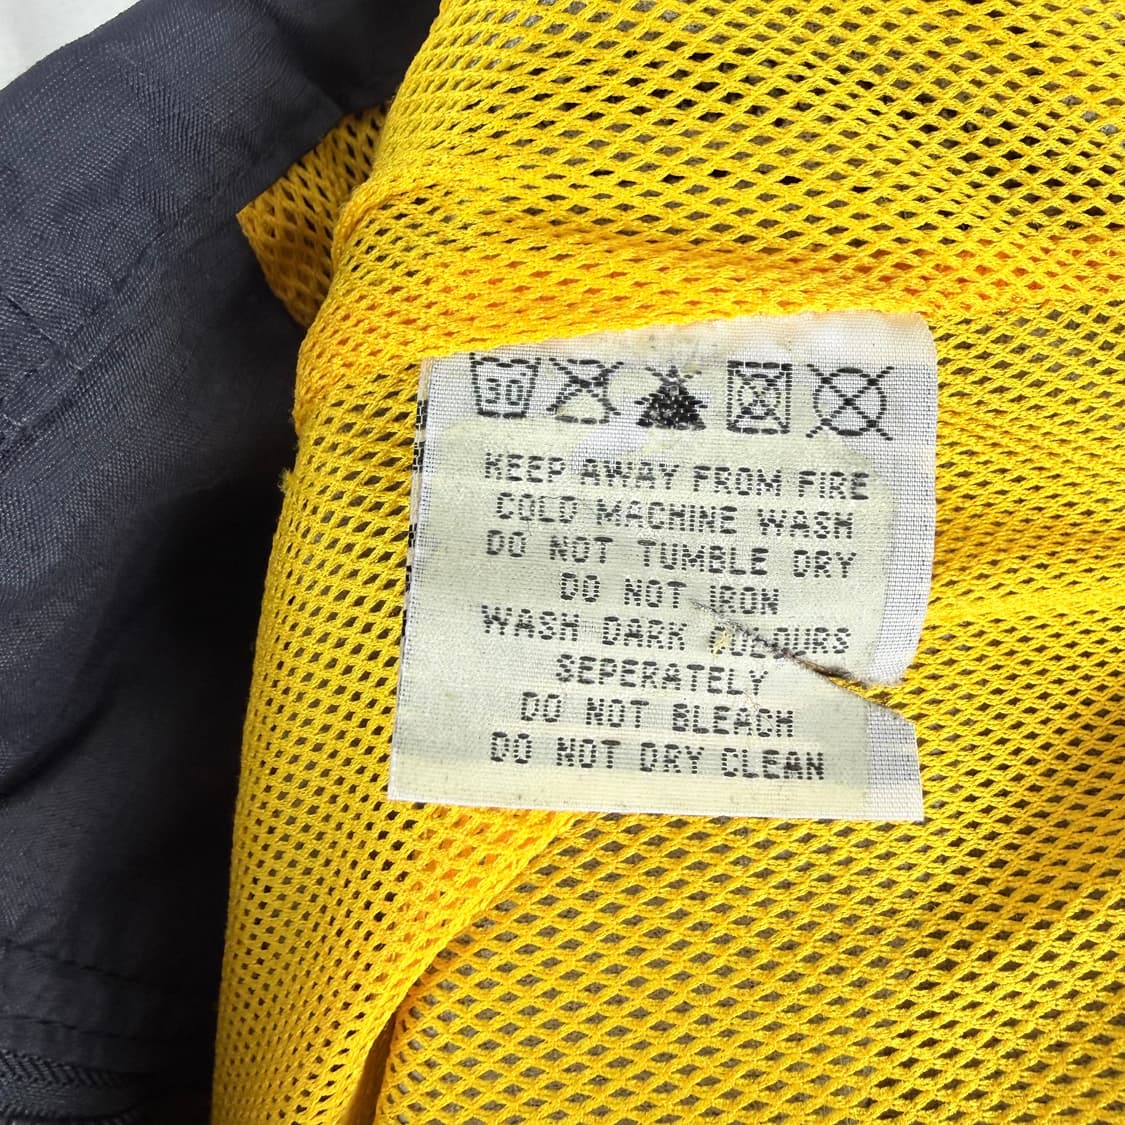 30
KEEP AWAY FROM FIRE
COLD MACHINE WASH
DO NOT TUMBLE DRY
DO NOT IRON
WASH DARK COLOURS
SEPERATELY
DO NOT BLEACH
DO NOT DRY CLEAN